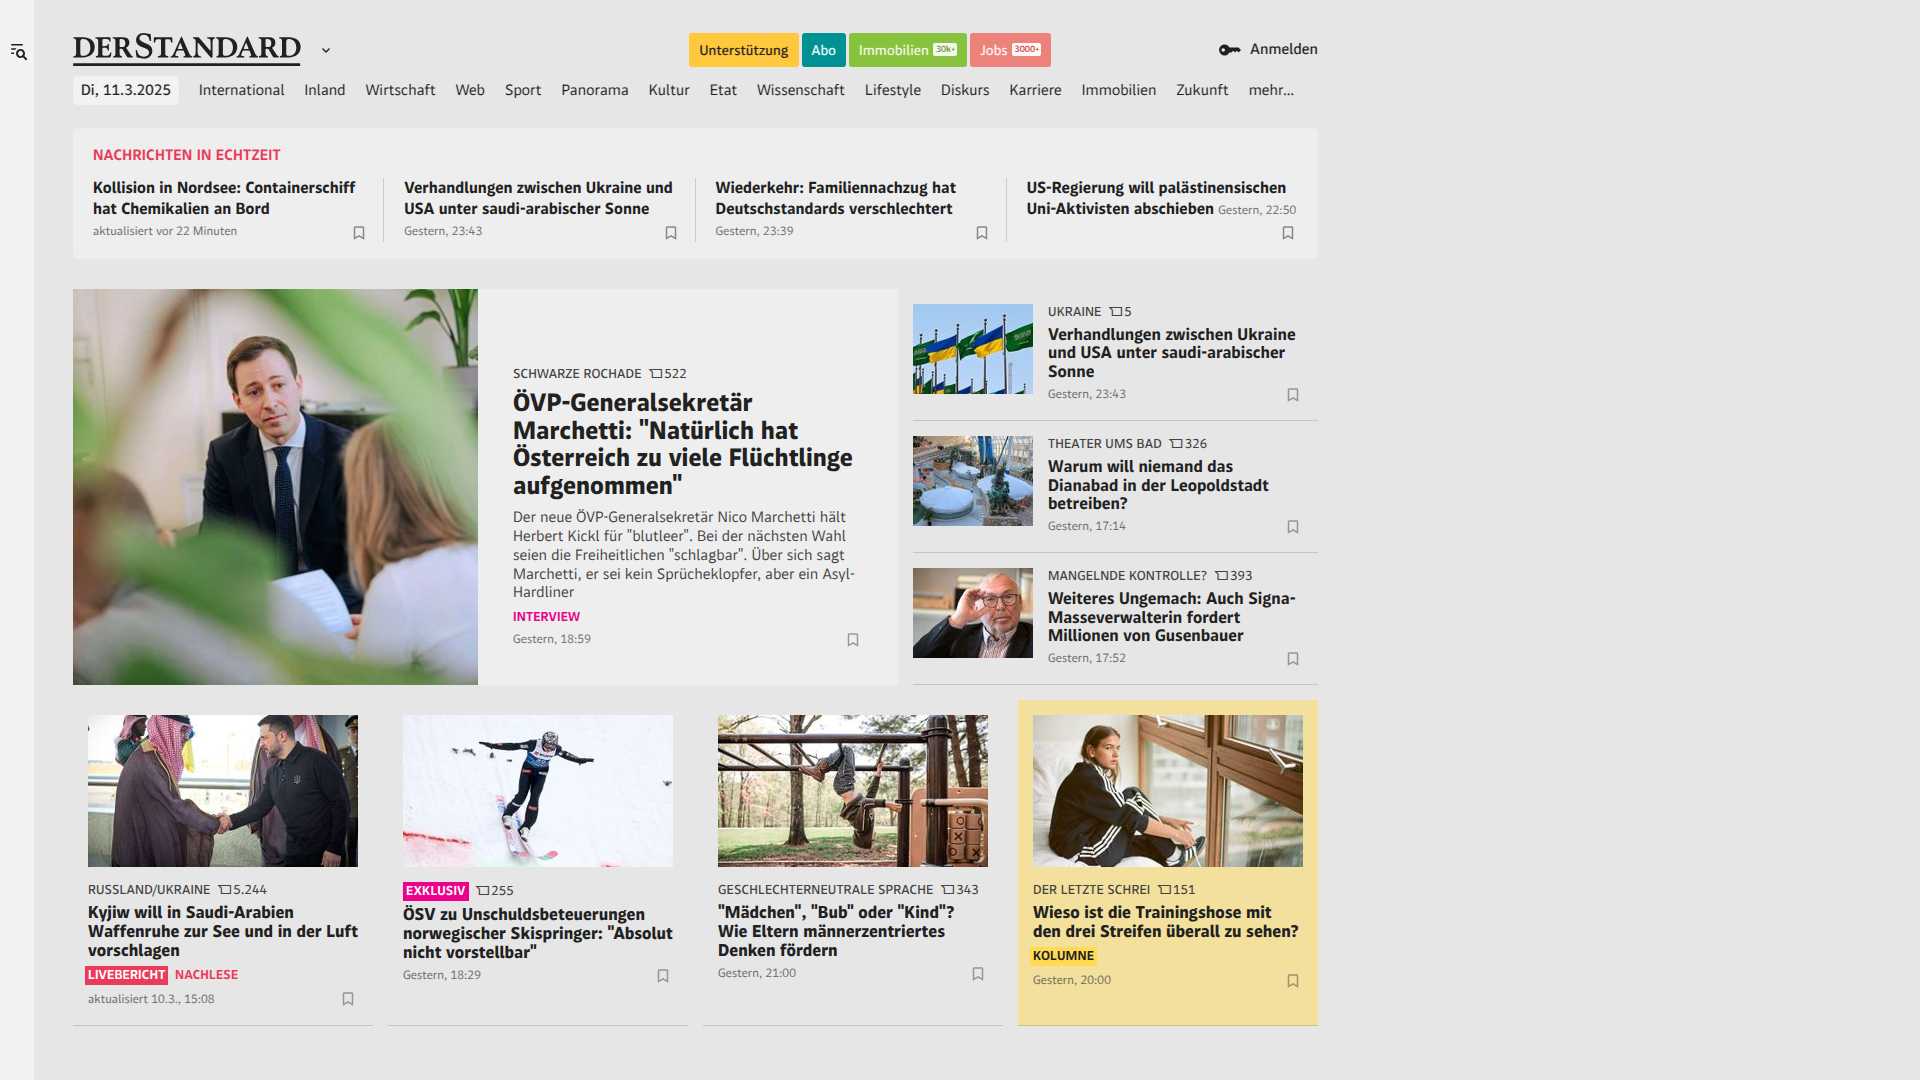 DERSTANDARD
Unterstützung
Abo
Immobilien 30k+
Jobs 3000+
Anmelden
Di, 11.3.2025
International
Inland
Wirtschaft
Web
Sport
Panorama
Kultur
Etat
Wissenschaft
Lifestyle
Diskurs
Karriere
Immobilien
Zukunft
mehr...
NACHRICHTEN IN ECHTZEIT
Kollision in Nordsee: Containerschiff
hat Chemikalien an Bord
aktualisiert vor 22 Minuten
Verhandlungen zwischen Ukraine und
USA unter saudi-arabischer Sonne
Gestern, 23:43
Wiederkehr: Familiennachzug hat
Deutschstandards verschlechtert
Gestern, 23:39
US-Regierung will palästinensischen
Uni-Aktivisten abschieben Gestern, 22:50
SCHWARZE ROCHADE 522
ÖVP-Generalsekretär
Marchetti: "Natürlich hat
Österreich zu viele Flüchtlinge
aufgenommen"
Der neue ÖVP-Generalsekretär Nico Marchetti hält
Herbert Kickl für "blutleer". Bei der nächsten Wahl
seien die Freiheitlichen "schlagbar". Über sich sagt
Marchetti, er sei kein Sprücheklopfer, aber ein Asyl-
Hardliner
INTERVIEW
Gestern, 18:59
UKRAINE 5
Verhandlungen zwischen Ukraine
und USA unter saudi-arabischer
Sonne
Gestern, 23:43
THEATER UMS BAD 326
Warum will niemand das
Dianabad in der Leopoldstadt
betreiben?
Gestern, 17:14
MANGELNDE KONTROLLE? 393
Weiteres Ungemach: Auch Signa-
Masseverwalterin fordert
Millionen von Gusenbauer
Gestern, 17:52
RUSSLAND/UKRAINE 5.244
Kyjiw will in Saudi-Arabien
Waffenruhe zur See und in der Luft
vorschlagen
LIVEBERICHT NACHLESE
aktualisiert 10.3., 15:08
EXKLUSIV 255
ÖSV zu Unschuldsbeteuerungen
norwegischer Skispringer: "Absolut
nicht vorstellbar"
Gestern, 18:29
GESCHLECHTERNEUTRALE SPRACHE 343
"Mädchen", "Bub" oder "Kind"?
Wie Eltern männerzentriertes
Denken fördern
Gestern, 21:00
DER LETZTE SCHREI 151
Wieso ist die Trainingshose mit
den drei Streifen überall zu sehen?
KOLUMNE
Gestern, 20:00